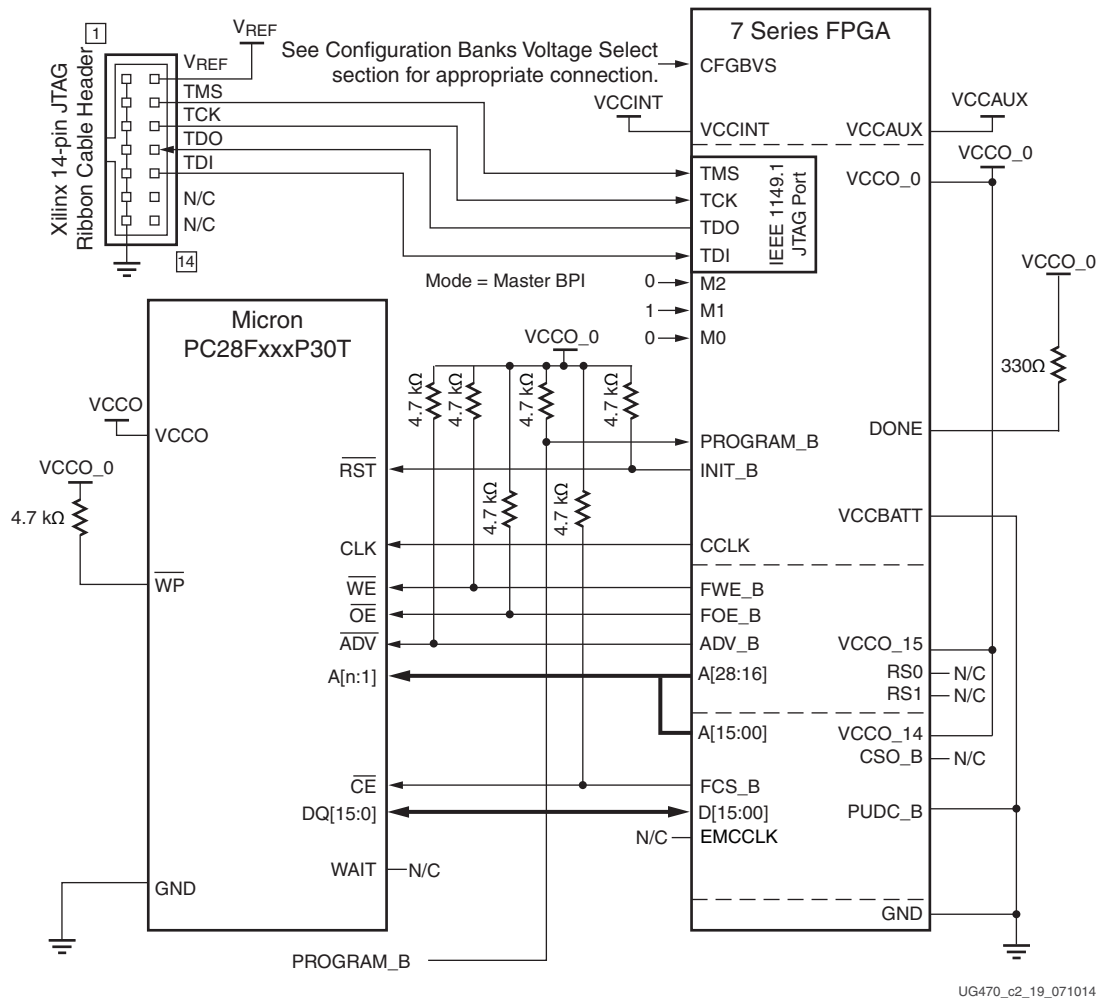 7 Series FPGA
1
VREF
See Configuration Banks Voltage Select
section for appropriate connection.
CFGBVS
Xilinx 14-pin JTAG
Ribbon Cable Header
VREF
TMS
TCK
TDO
TDI
N/C
N/C
14
VCCINT
VCCINT
VCCAUX
VCCAUX
VCCO_0
VCCO_0
TMS
TCK
TDO
TDI
IEEE 1149.1
JTAG Port
Mode = Master BPI
0
M2
1
M1
0
M0
VCCO_0
330Ω
DONE
Micron
PC28FxxxP30T
VCCO_0
4.7 kΩ
4.7 kΩ
4.7 kΩ
4.7 kΩ
4.7 kΩ
4.7 kΩ
VCCO
VCCO
VCCO_0
4.7 kΩ
WP
RST
PROGRAM_B
INIT_B
VCCBATT
CLK
CCLK
WE
FWE_B
OE
FOE_B
ADV
ADV_B
VCCO_15
A[n:1]
A[28:16]
RS0
N/C
RS1
N/C
A[15:00]
VCCO_14
CSO_B
N/C
CE
FCS_B
DQ[15:0]
D[15:00]
PUDC_B
N/C
EMCCLK
WAIT
N/C
GND
GND
PROGRAM_B
UG470_c2_19_071014